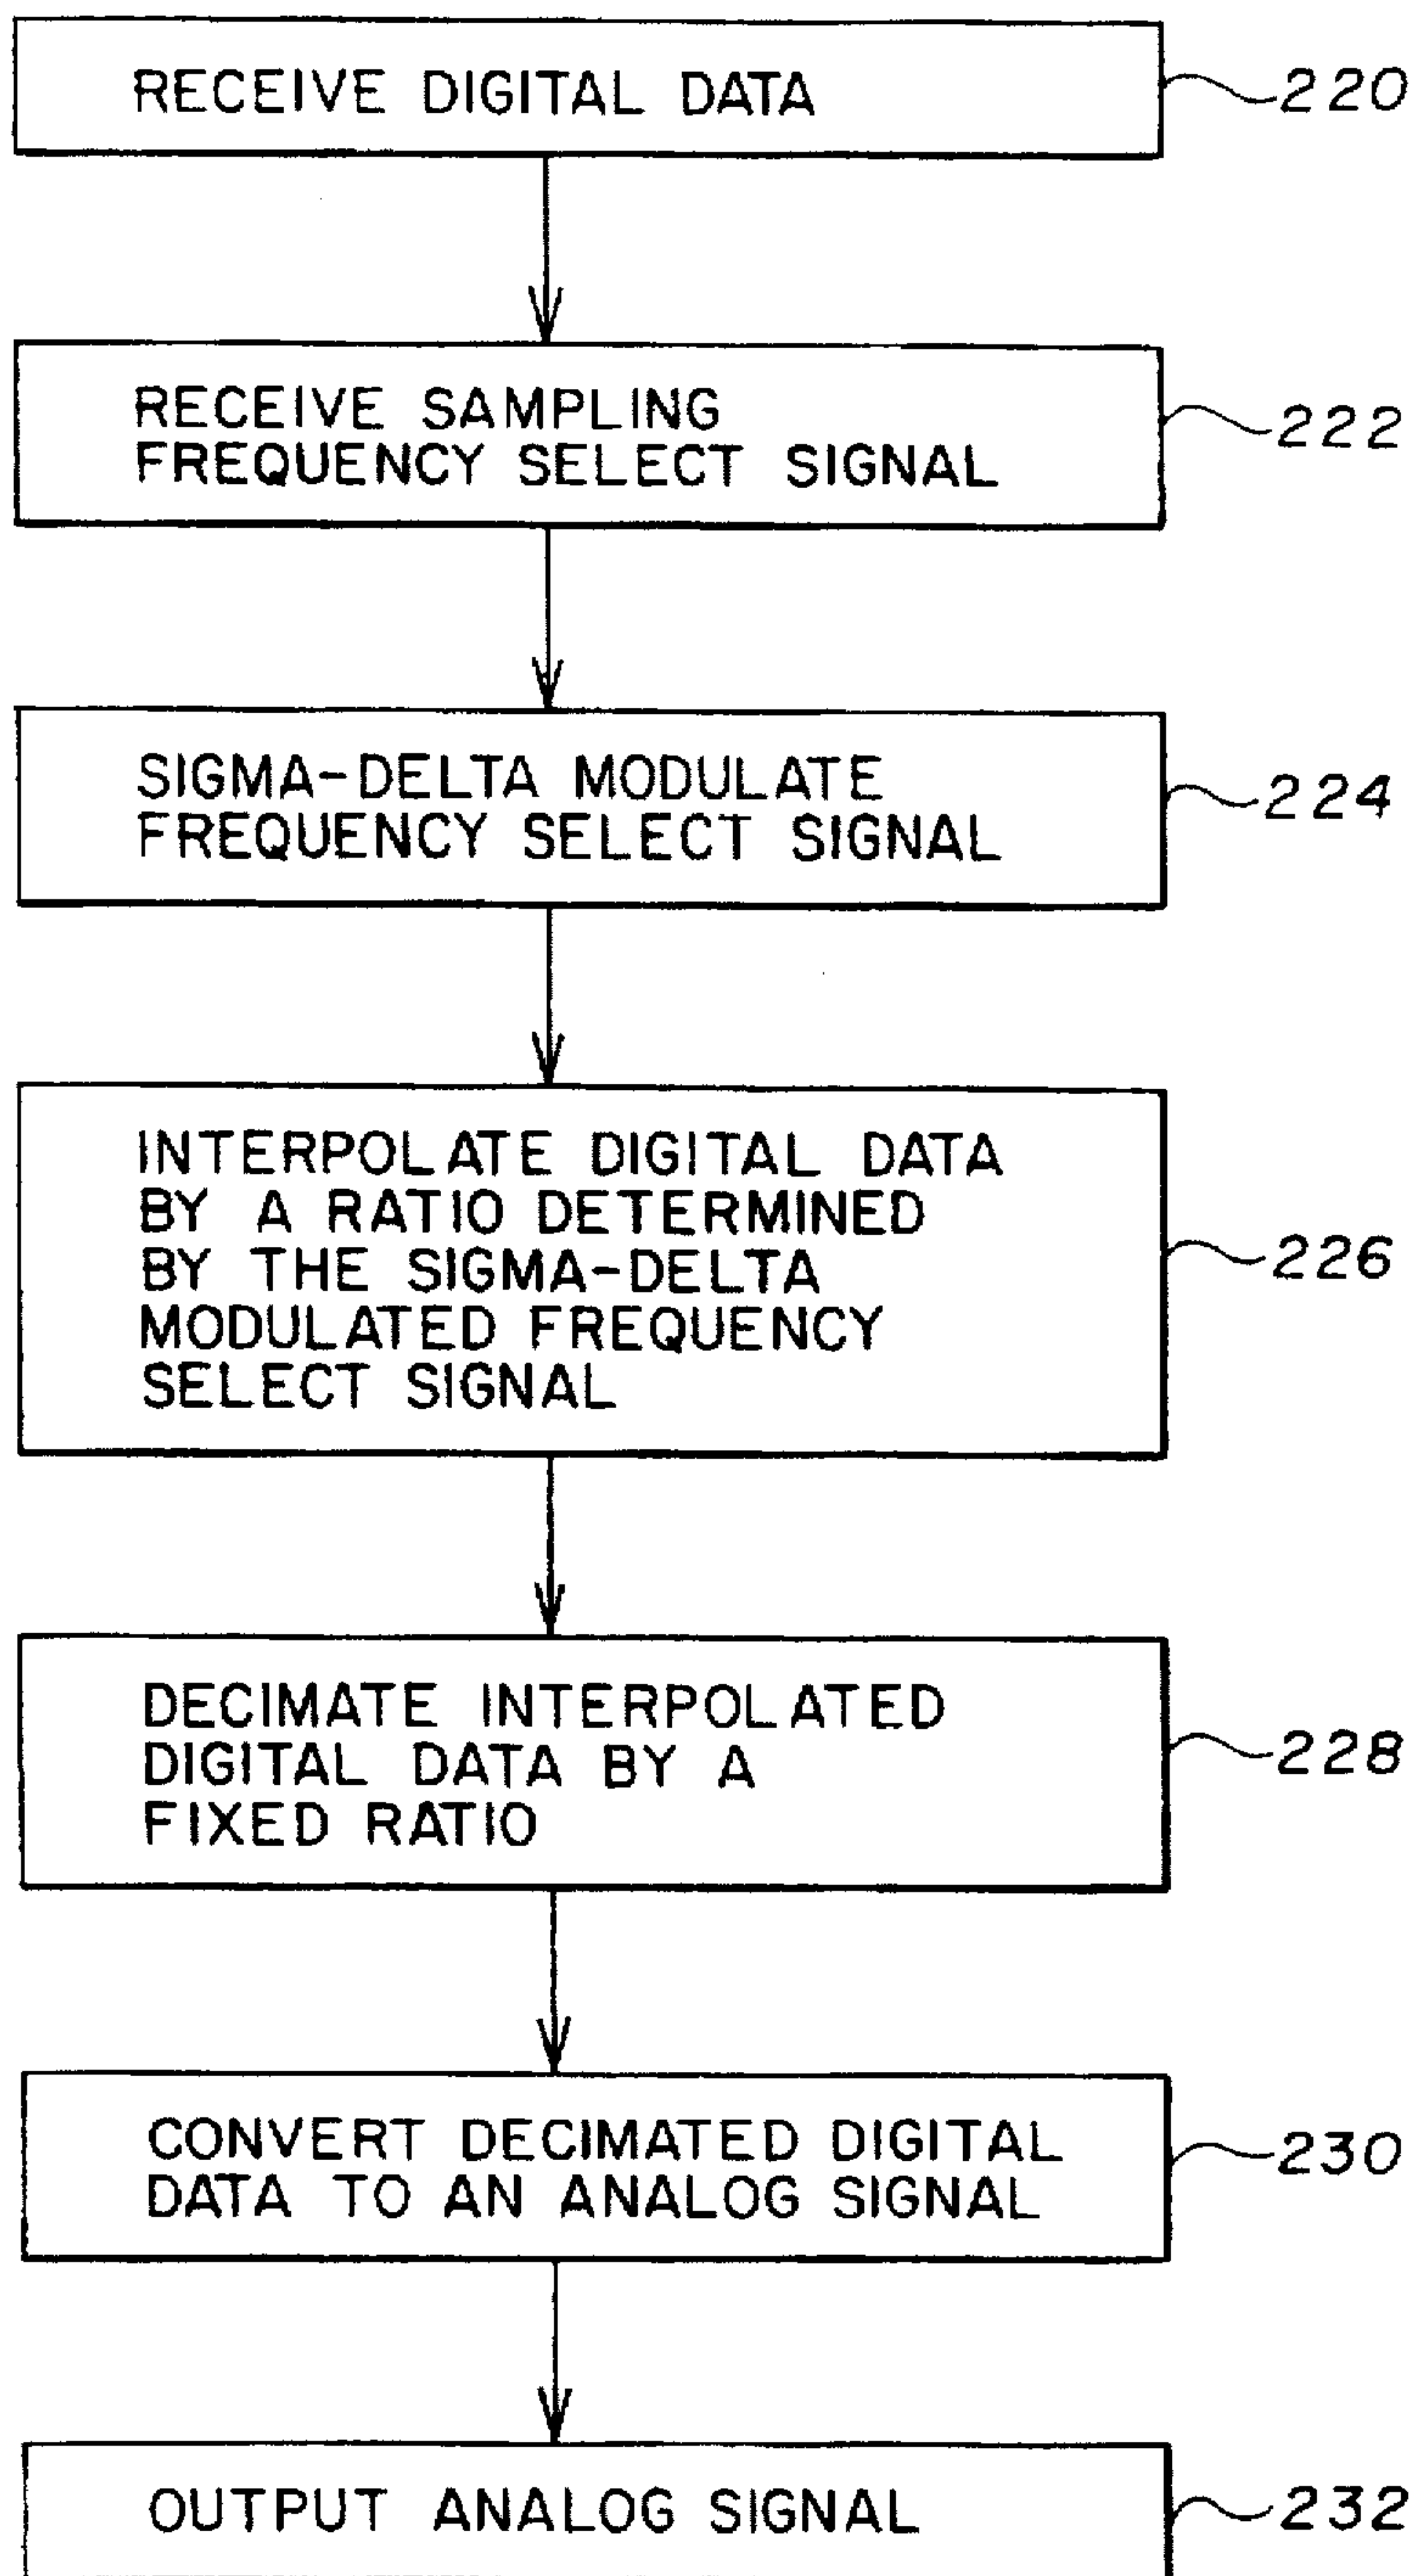 RECEIVE DIGITAL DATA
220
RECEIVE SAMPLING
FREQUENCY SELECT SIGNAL
222
SIGMA-DELTA MODULATE
FREQUENCY SELECT SIGNAL
224
INTERPOLATE DIGITAL DATA
BY A RATIO DETERMINED
BY THE SIGMA-DELTA
MODULATED FREQUENCY
SELECT SIGNAL
226
DECIMATE INTERPOLATED
DIGITAL DATA BY A
FIXED RATIO
228
CONVERT DECIMATED DIGITAL
DATA TO AN ANALOG SIGNAL
230
OUTPUT ANALOG SIGNAL
232